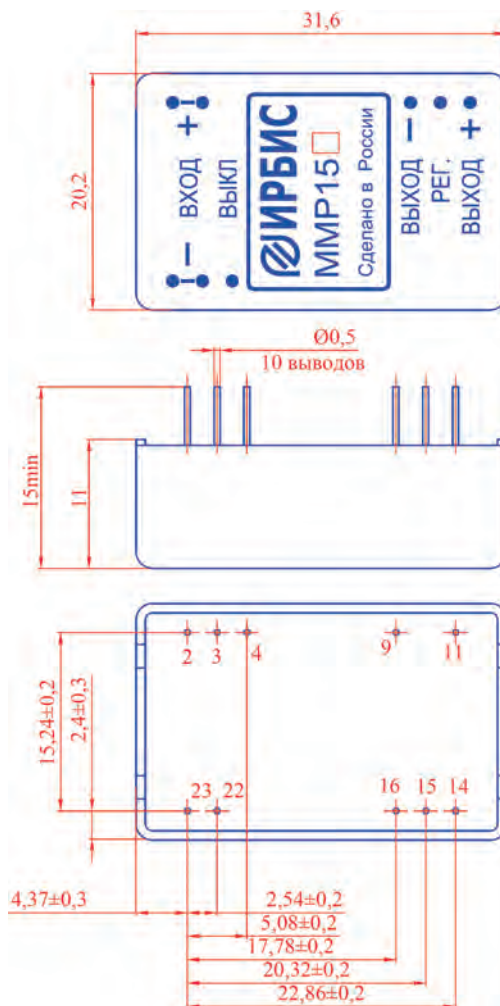 31,6
20,2
– ВХОД +
ВЫКЛ
ИРБИС
ММР15
Сделано в России
ВЫХОД –
РЕГ.
ВЫХОД +
Ø0,5
10 выводов
15min
11
2 3 4 9 11
15,24±0,2
2,4±0,3
23 22 16 15 14
4,37±0,3
2,54±0,2
5,08±0,2
17,78±0,2
20,32±0,2
22,86±0,2